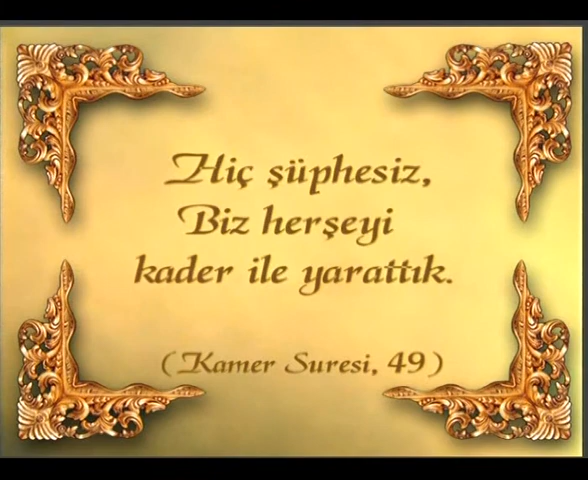 Hiç şüphesiz,
Biz herşeyi
kader ile yarattık.
(Kamer Suresi, 49)